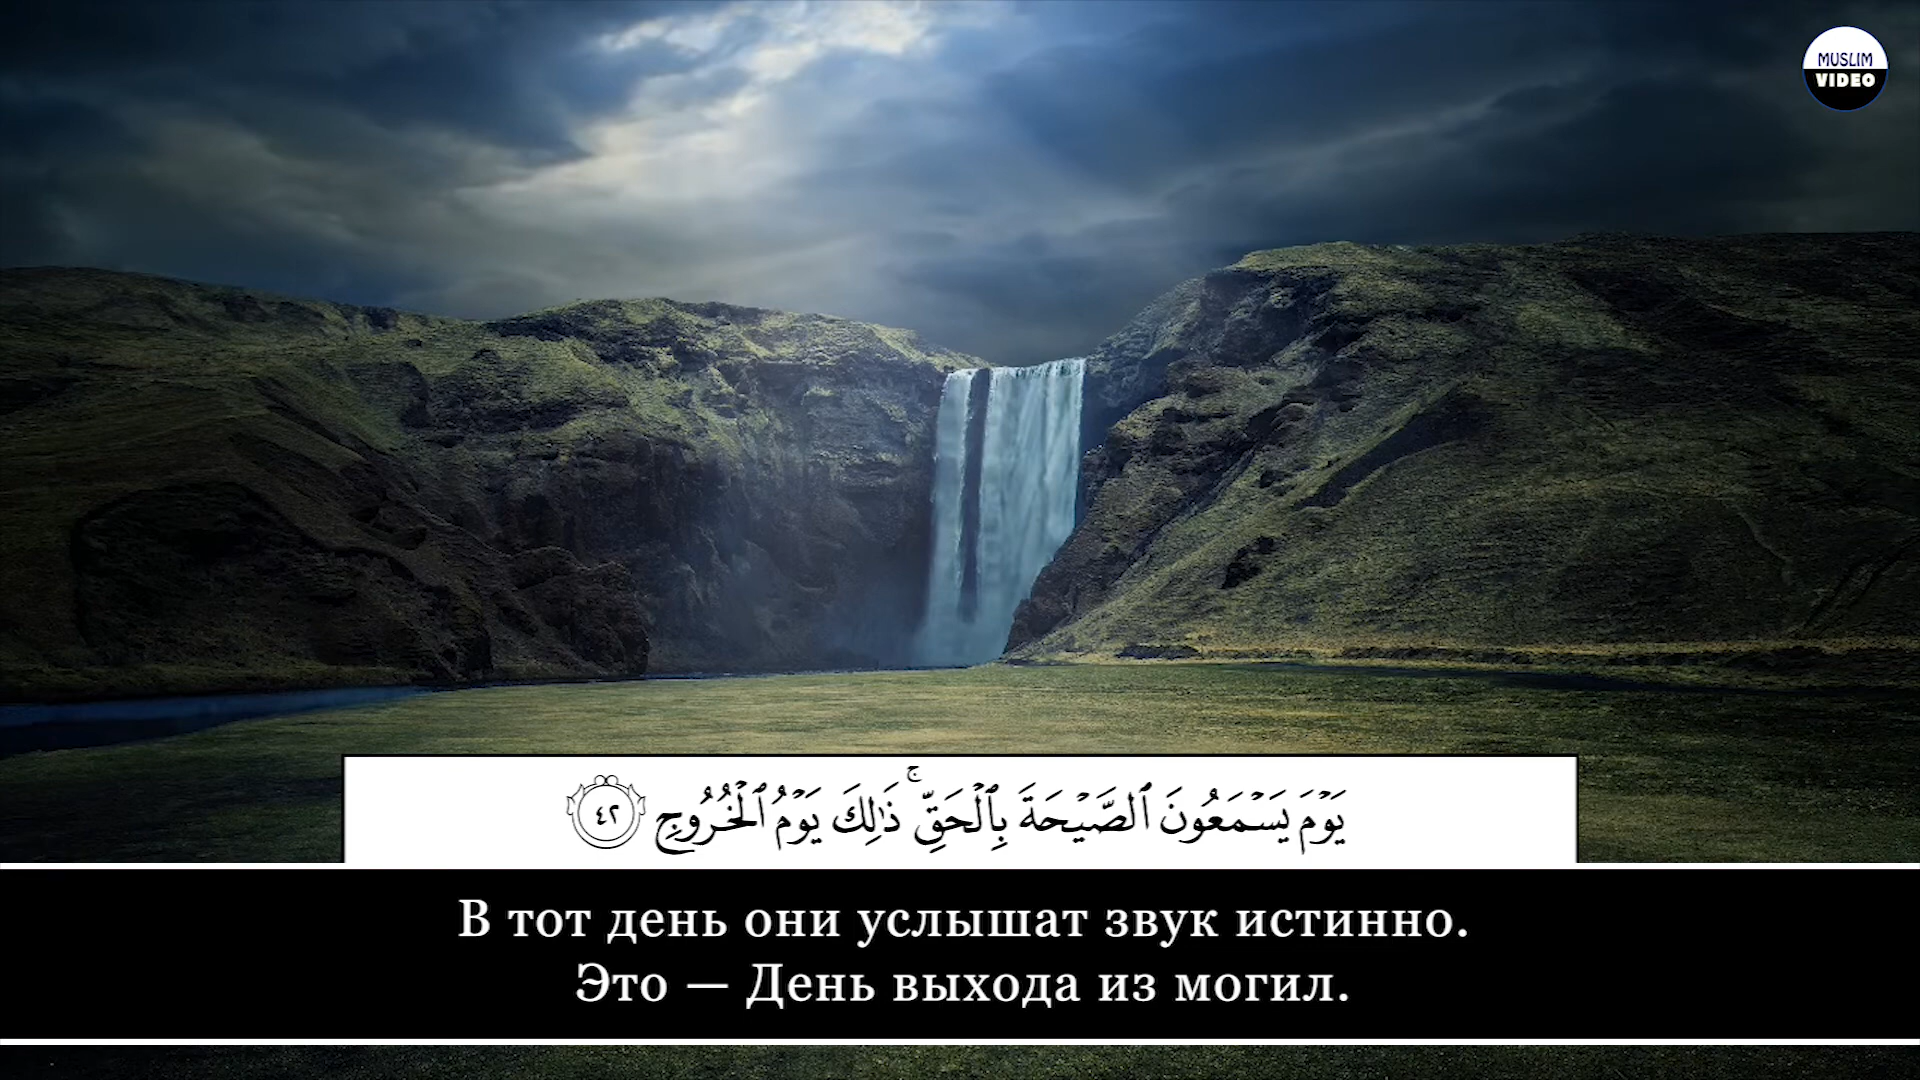 MUSLIM
VIDEO
يَوْمَ يَسْمَعُونَ ٱلصَّيْحَةَ بِٱلْحَقِّ ۚ ذَٰلِكَ يَوْمُ ٱلْخُرُوجِ ٤٢
В тот день они услышат звук истинно.
Это — День выхода из могил.